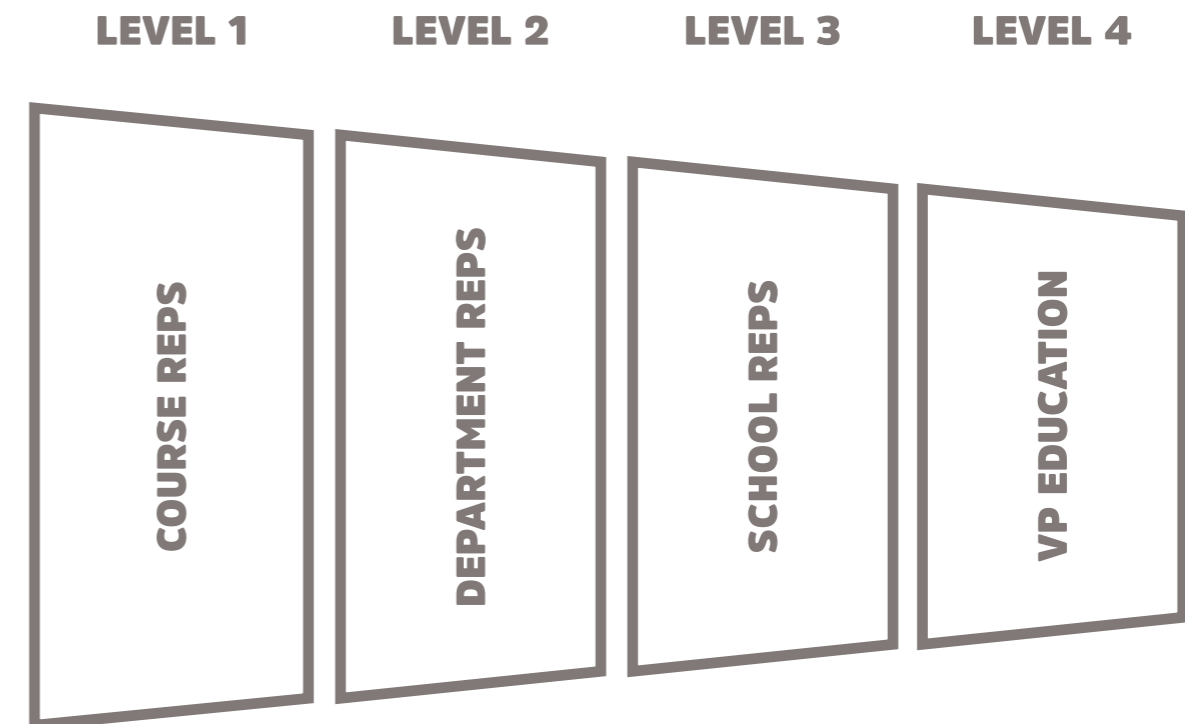 LEVEL 1
LEVEL 2
LEVEL 3
LEVEL 4
COURSE REPS
DEPARTMENT REPS
SCHOOL REPS
VP EDUCATION